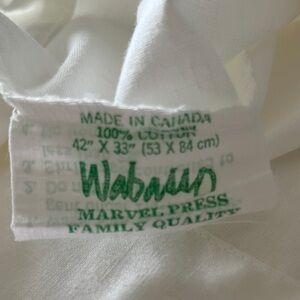 MADE IN CANADA
100% COTTON
42" X 33" (53 X 84 cm)
Wabasso
MARVEL PRESS
FAMILY QUALITY